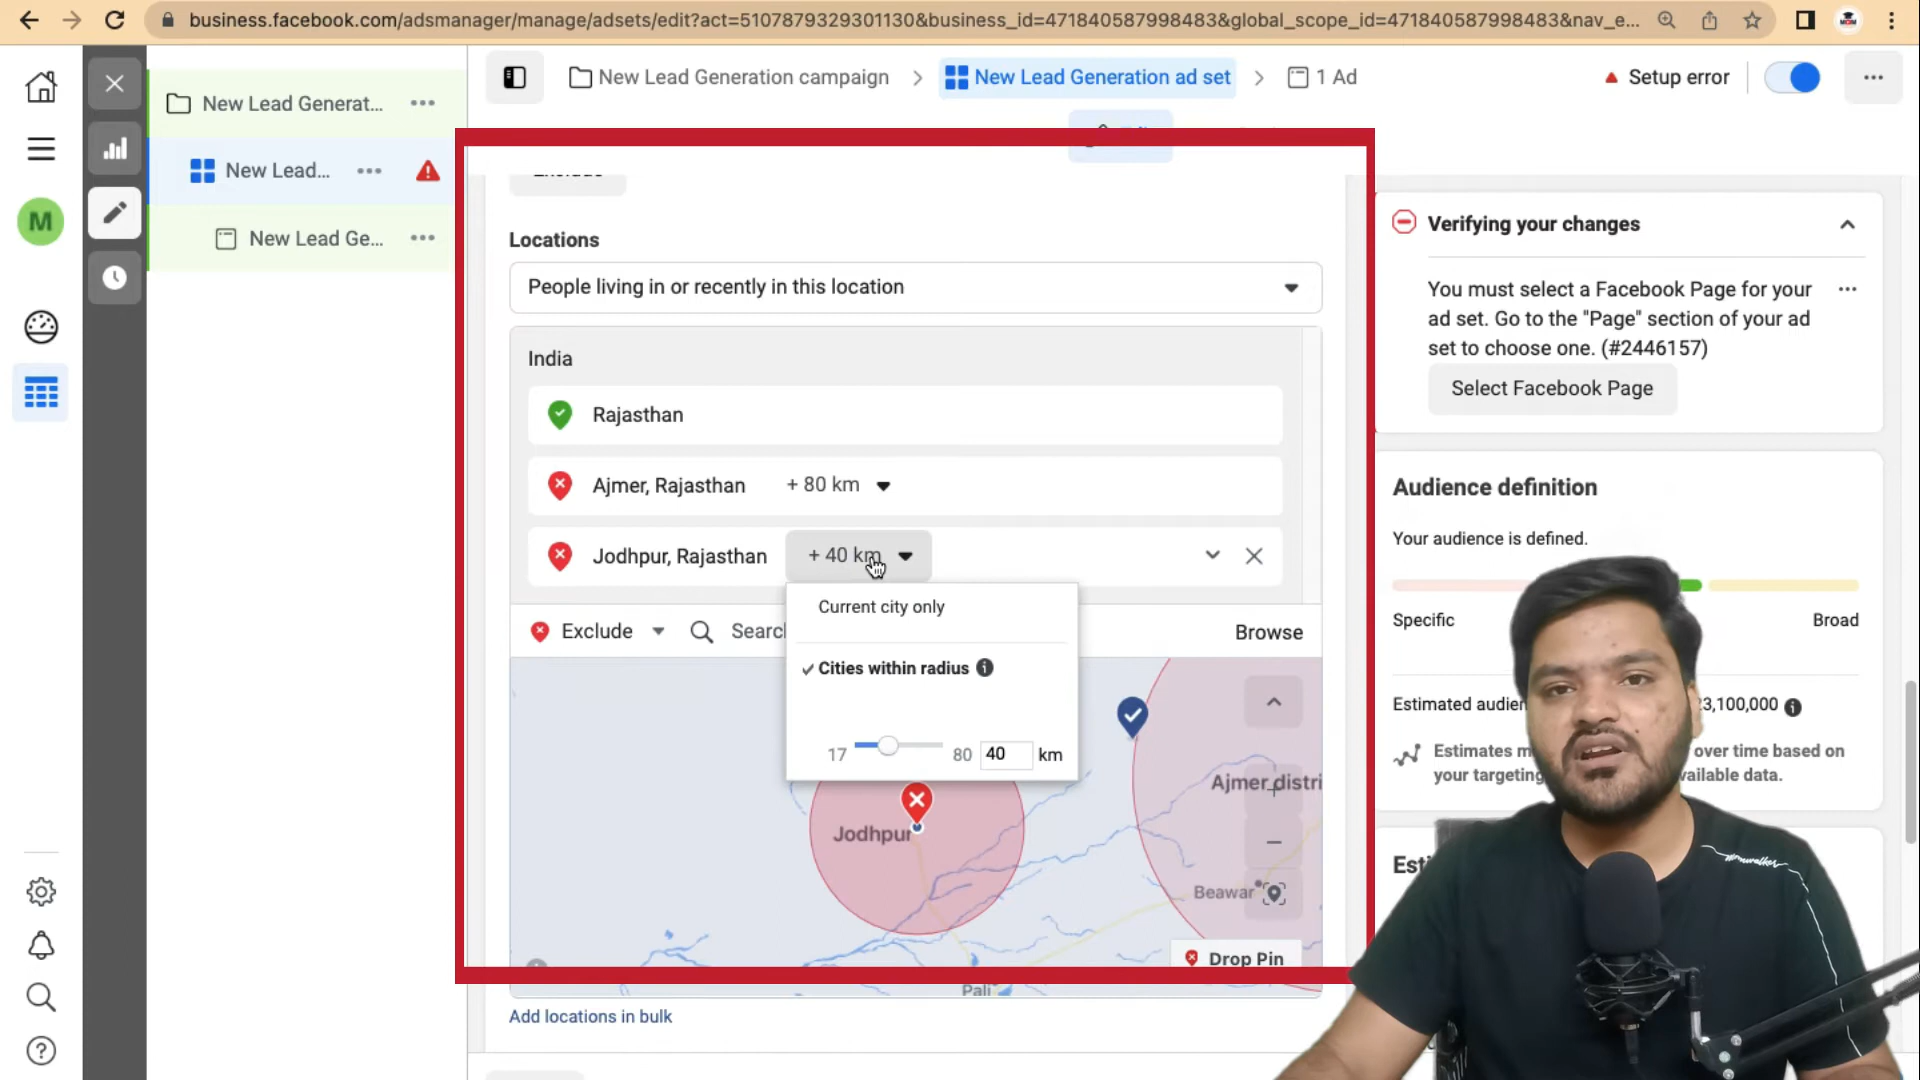 business.facebook.com/adsmanager/manage/adsets/edit?act=5107879329301130&business_id=471840587998483&global_scope_id=471840587998483&nav_e...
New Lead Generat...
New Lead...
New Lead Ge...
M
New Lead Generation campaign
New Lead Generation ad set
1 Ad
Setup error
Locations
People living in or recently in this location
India
Rajasthan
Ajmer, Rajasthan + 80 km
Jodhpur, Rajasthan + 40 km
Exclude
Browse
Current city only
Cities within radius
17 80 40 km
Jodhpur
Ajmer distri
Beawar
Drop Pin
Pali
Add locations in bulk
Verifying your changes
You must select a Facebook Page for your
ad set. Go to the "Page" section of your ad
set to choose one. (#2446157)
Select Facebook Page
Audience definition
Your audience is defined.
Specific Broad
Estimated 3,100,000
Estimates over time based on
your targeting data.